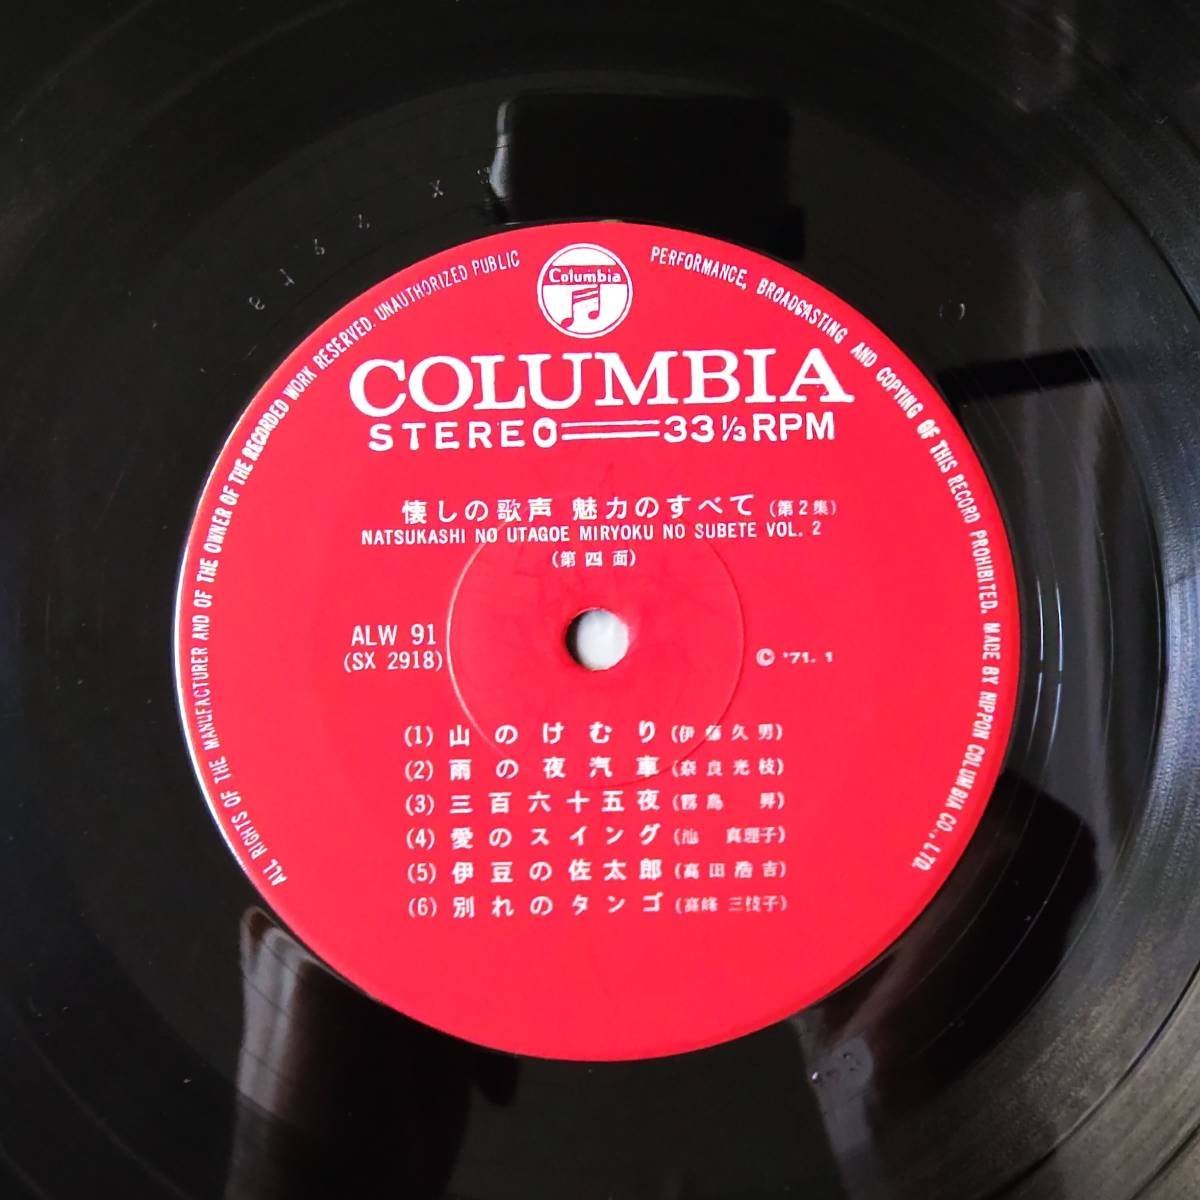 ALL RIGHTS OF THE MANUFACTURER AND OF THE OWNER OF THE RECORDED WORK RESERVED. UNAUTHORIZED PUBLIC PERFORMANCE, BROADCASTING AND COPYING OF THIS RECORD PROHIBITED. MADE BY NIPPON COLUMBIA CO., LTD.
Columbia
COLUMBIA
STEREO 33 1/3 RPM
懐しの歌声 魅力のすべて (第2集)
NATSUKASHI NO UTAGOE MIRYOKU NO SUBETE VOL. 2
(第四面)
ALW 91
(SX 2918)
© '71. 1
(1) 山のけむり (伊藤久男)
(2) 雨の夜汽車 (奈良光枝)
(3) 三百六十五夜 (霧島 昇)
(4) 愛のスイング (池 真理子)
(5) 伊豆の佐太郎 (高田浩吉)
(6) 別れのタンゴ (高峰三枝子)